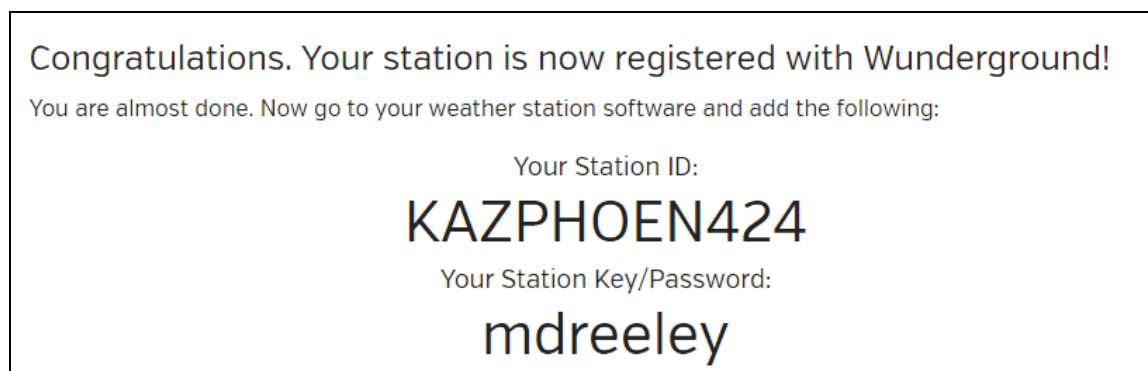 Congratulations. Your station is now registered with Wunderground!
You are almost done. Now go to your weather station software and add the following:
Your Station ID:
KAZPHOEN424
Your Station Key/Password:
mdreeley